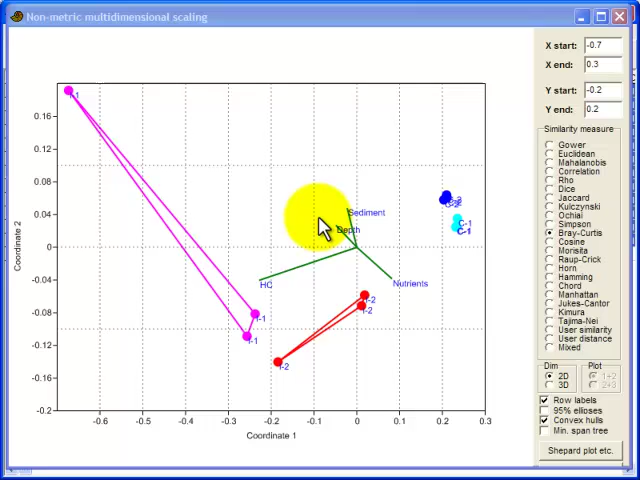 Non-metric multidimensional scaling
X start: -0.7
X end: 0.3
Y start: -0.2
Y end: 0.2
Similarity measure
Gower
Euclidean
Mahalanobis
Correlation
Rho
Dice
Jaccard
Kulczynski
Ochiai
Simpson
Bray-Curtis
Cosine
Morisita
Raup-Crick
Horn
Hamming
Chord
Manhattan
Jukes-Cantor
Kimura
Tajima-Nei
User similarity
User distance
Mixed
Dim
2D
3D
Plot
1+2
2+3
Row labels
95% ellipses
Convex hulls
Min. span tree
Shepard plot etc.
Coordinate 2
0.16
0.12
0.08
0.04
0
-0.04
-0.08
-0.12
-0.16
-0.2
-0.6
-0.5
-0.4
-0.3
-0.2
-0.1
0
0.1
0.2
0.3
Coordinate 1
Sediment
Depth
HC
Nutrients
C-1
C-1
I-2
I-2
I-2
I-1